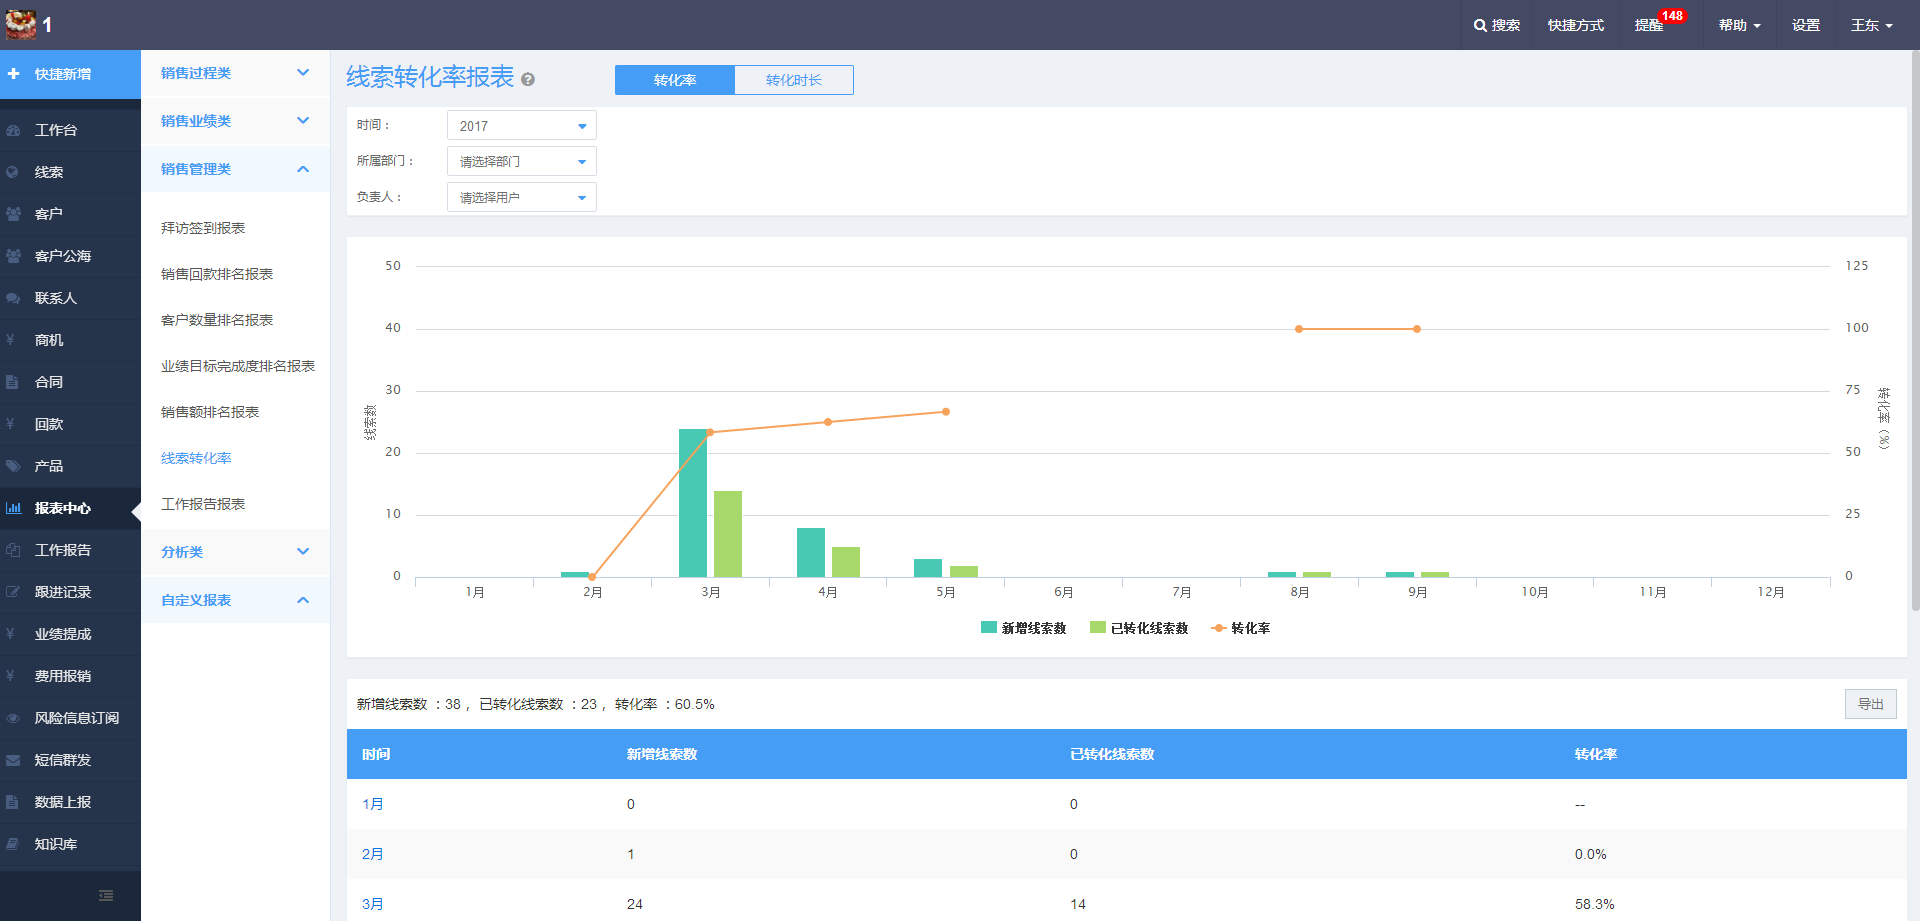 1
搜索
快捷方式
提醒
148
帮助
设置
王东
快捷新增
工作台
线索
客户
客户公海
联系人
商机
合同
回款
产品
报表中心
工作报告
跟进记录
业绩提成
费用报销
风险信息订阅
短信群发
数据上报
知识库
销售过程类
销售业绩类
销售管理类
拜访签到报表
销售回款排名报表
客户数量排名报表
业绩目标完成度排名报表
销售额排名报表
线索转化率
工作报告报表
分析类
自定义报表
线索转化率报表
转化率
转化时长
时间：
2017
所属部门：
请选择部门
负责人：
请选择用户
50
40
30
20
10
0
线索数
125
100
75
50
25
0
转化率（%）
1月
2月
3月
4月
5月
6月
7月
8月
9月
10月
11月
12月
新增线索数
已转化线索数
转化率
新增线索数 ：38 ，已转化线索数 ：23 ，转化率 ：60.5%
导出
时间 新增线索数 已转化线索数 转化率
1月 0 0 --
2月 1 0 0.0%
3月 24 14 58.3%